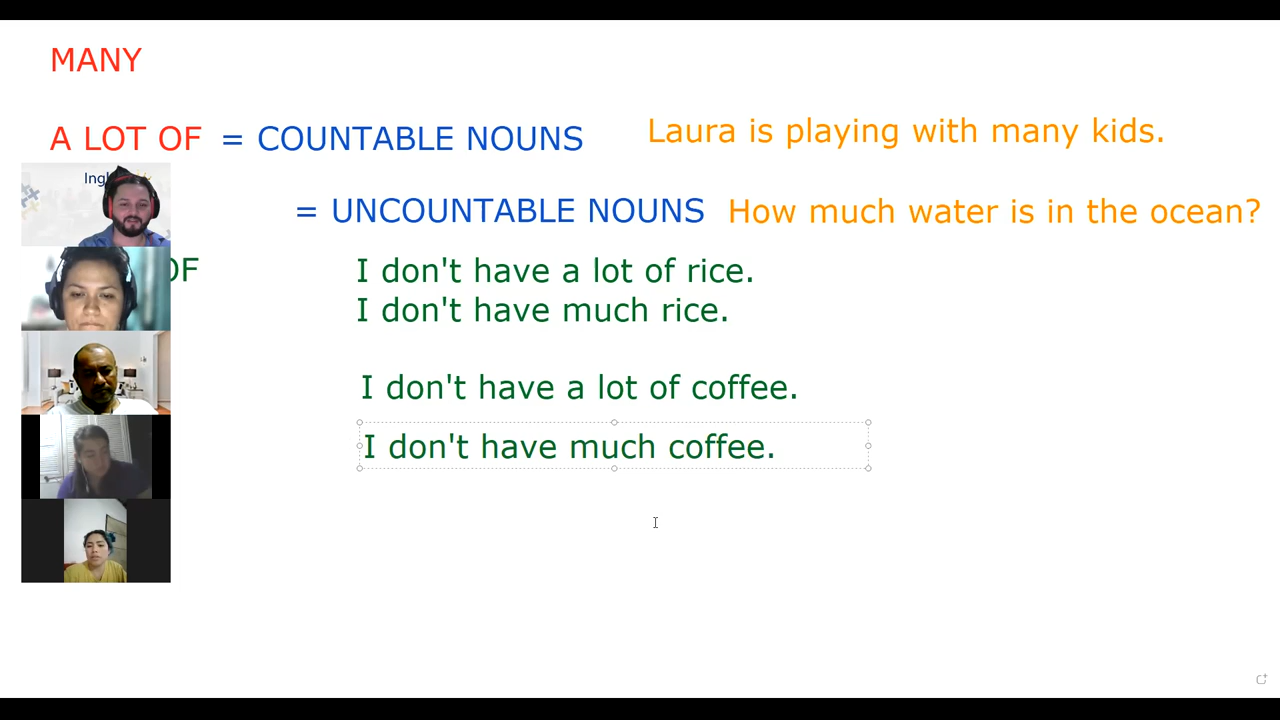 MANY
A LOT OF = COUNTABLE NOUNS
Laura is playing with many kids.
= UNCOUNTABLE NOUNS
How much water is in the ocean?
OF
I don't have a lot of rice.
I don't have much rice.
I don't have a lot of coffee.
I don't have much coffee.